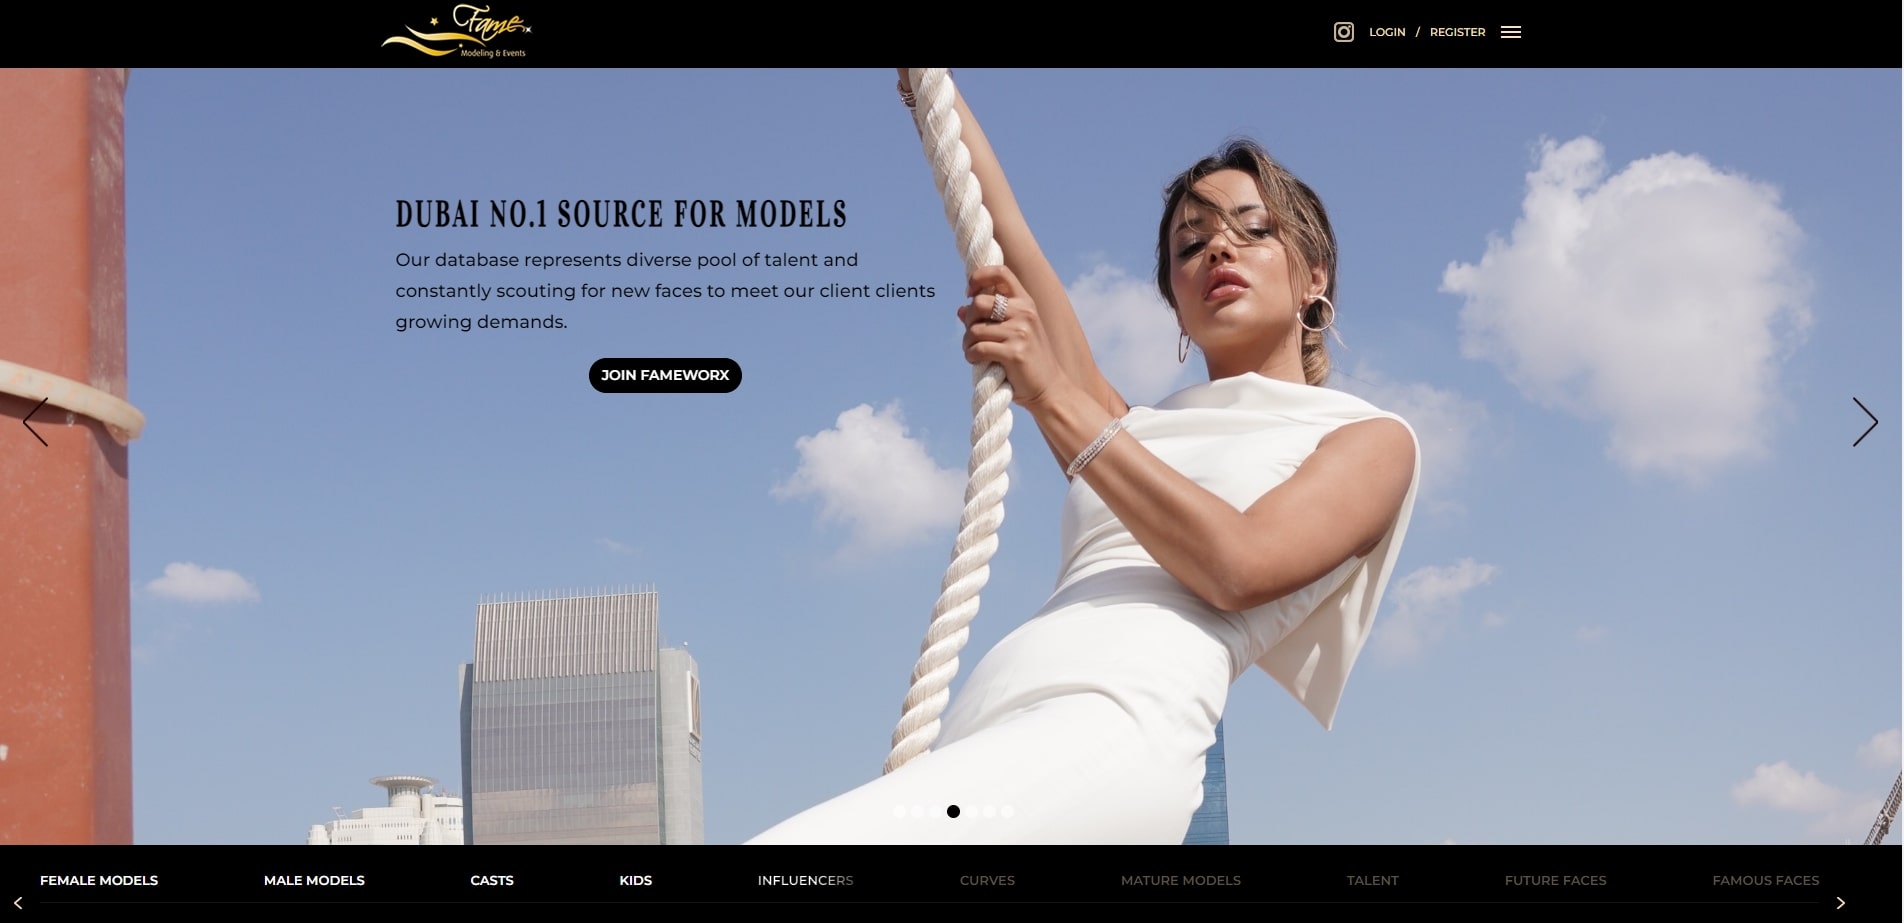 Fame
Modeling & Events
LOGIN / REGISTER
DUBAI NO.1 SOURCE FOR MODELS
Our database represents diverse pool of talent and
constantly scouting for new faces to meet our client clients
growing demands.
JOIN FAMEWORX
FEMALE MODELS MALE MODELS CASTS KIDS INFLUENCERS CURVES MATURE MODELS TALENT FUTURE FACES FAMOUS FACES